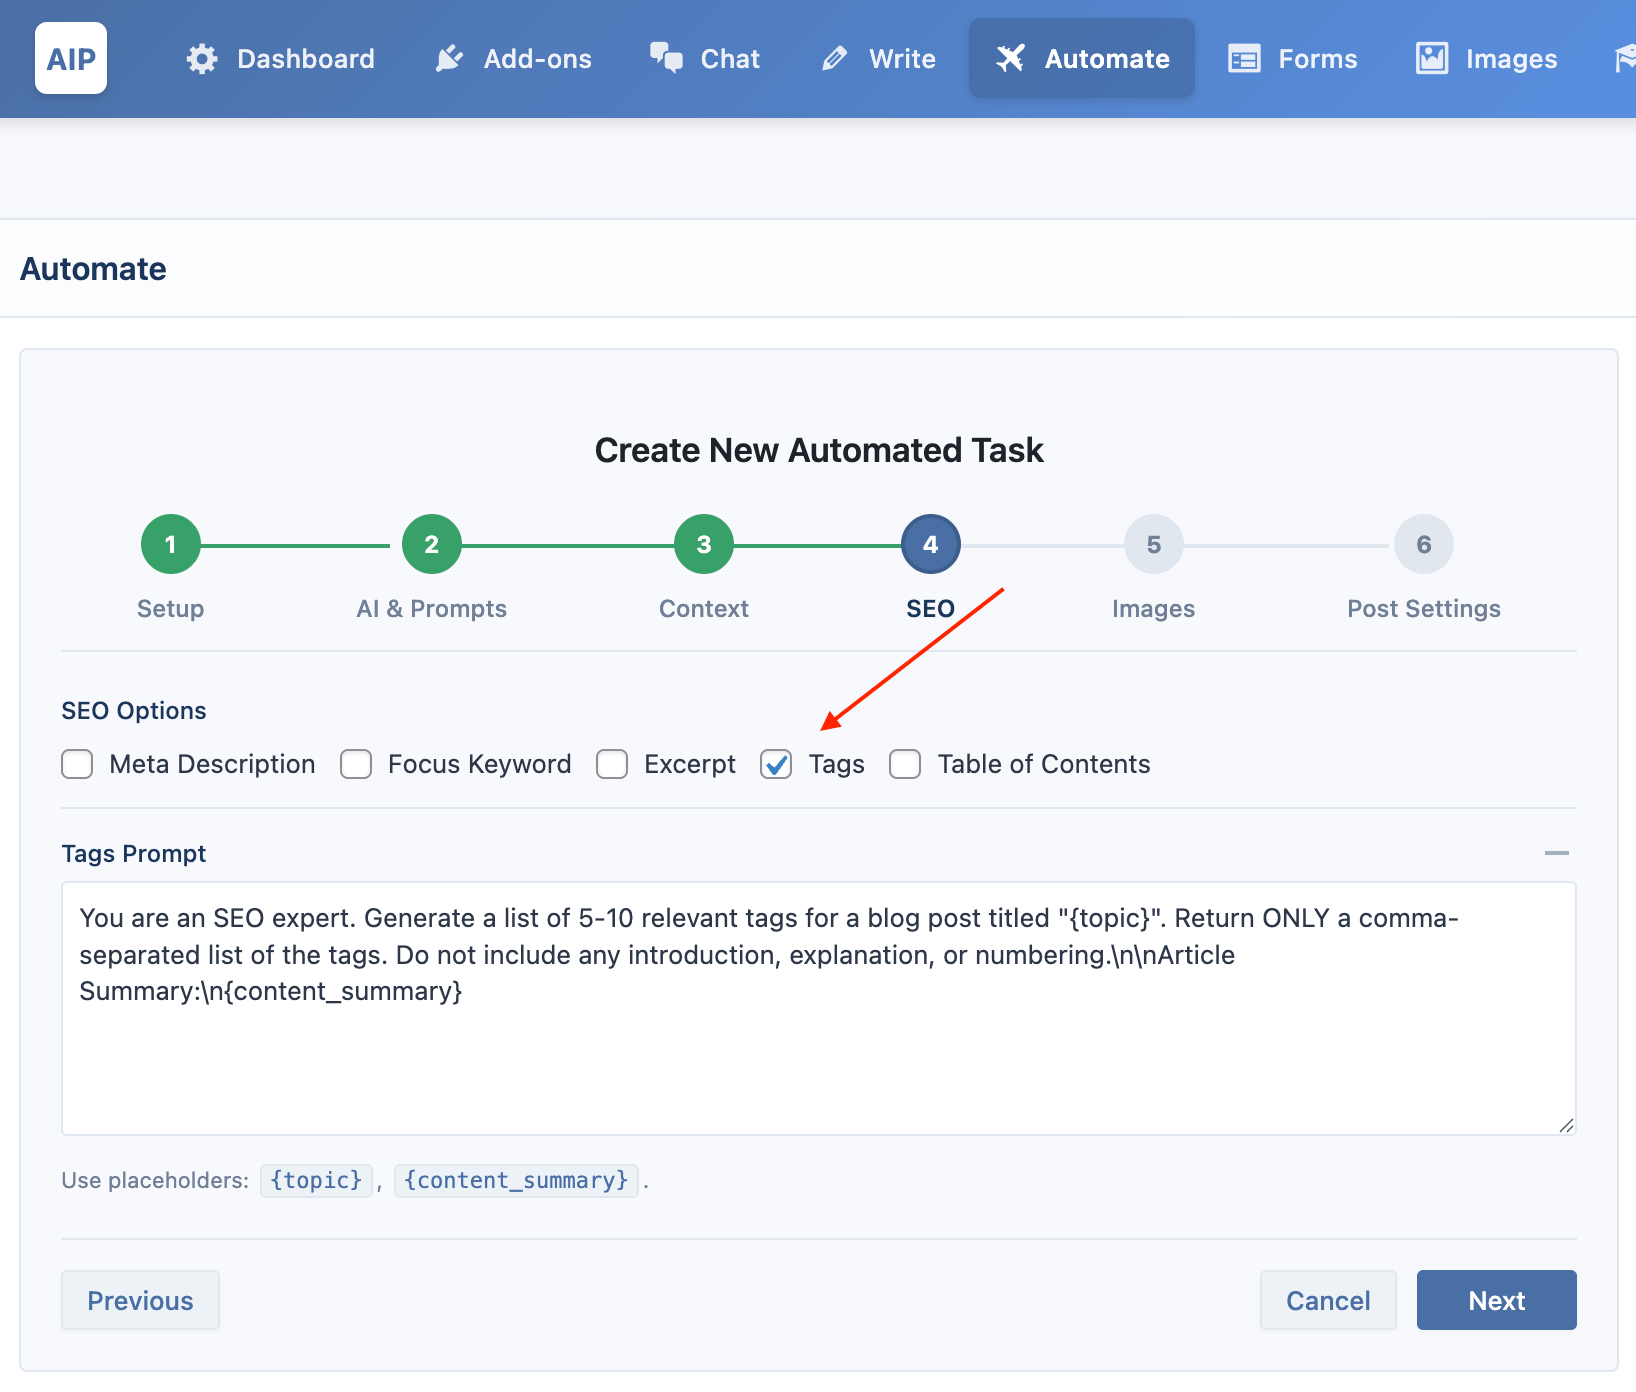 AIP
Dashboard
Add-ons
Chat
Write
Automate
Forms
Images
Automate
Create New Automated Task
1
2
3
4
5
6
Setup
AI & Prompts
Context
SEO
Images
Post Settings
SEO Options
Meta Description
Focus Keyword
Excerpt
Tags
Table of Contents
Tags Prompt
You are an SEO expert. Generate a list of 5-10 relevant tags for a blog post titled "{topic}". Return ONLY a comma-
separated list of the tags. Do not include any introduction, explanation, or numbering.\n\nArticle
Summary:\n{content_summary}
Use placeholders: {topic} , {content_summary} .
Previous
Cancel
Next